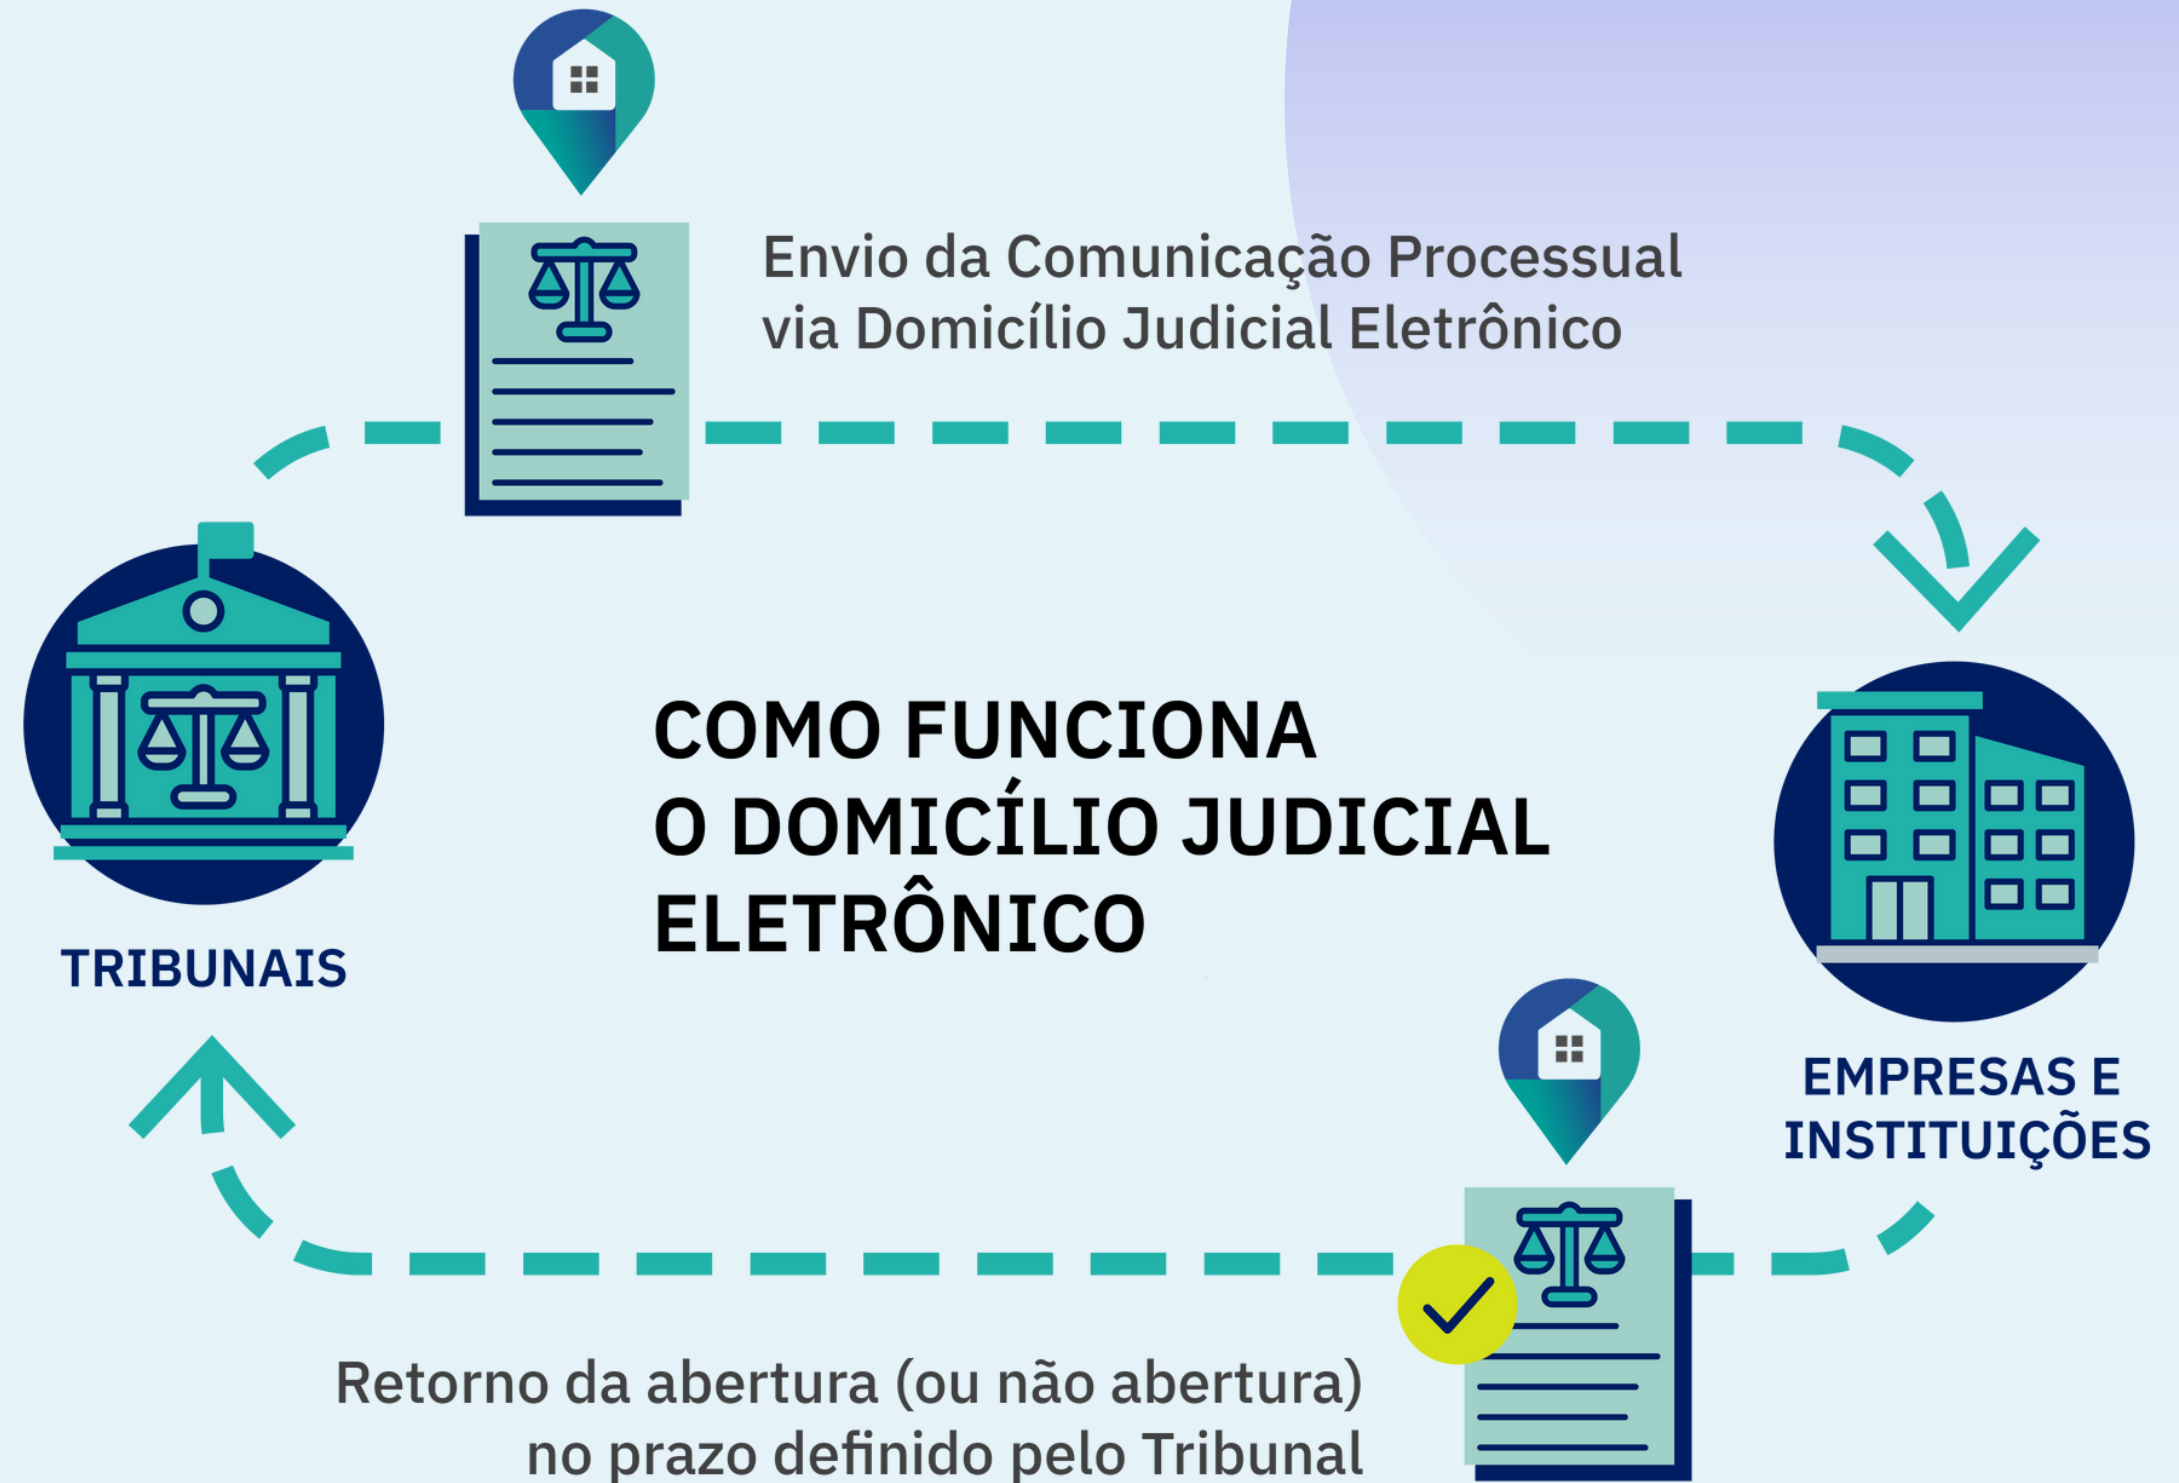 Envio da Comunicação Processual
via Domicílio Judicial Eletrônico
COMO FUNCIONA
O DOMICÍLIO JUDICIAL
ELETRÔNICO
TRIBUNAIS
EMPRESAS E
INSTITUIÇÕES
Retorno da abertura (ou não abertura)
no prazo definido pelo Tribunal